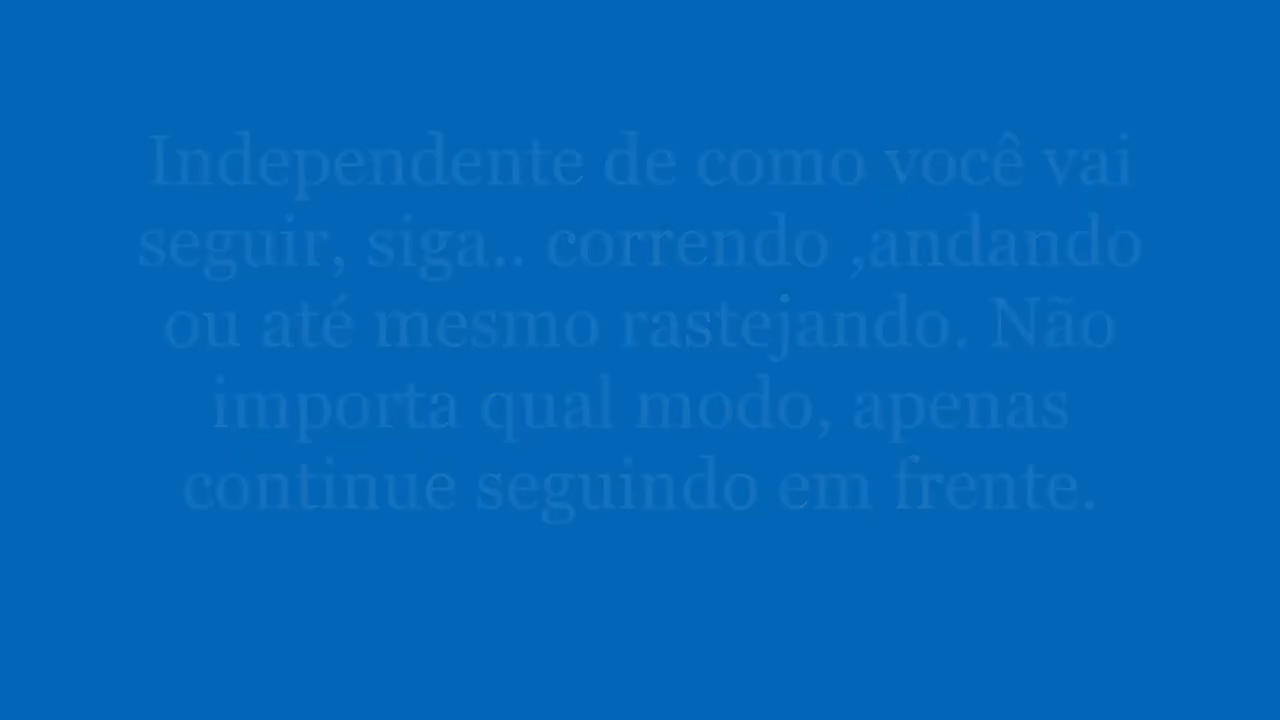 Independente de como você vai
seguir, siga.. correndo ,andando
ou até mesmo rastejando. Não
importa qual modo, apenas
continue seguindo em frente.